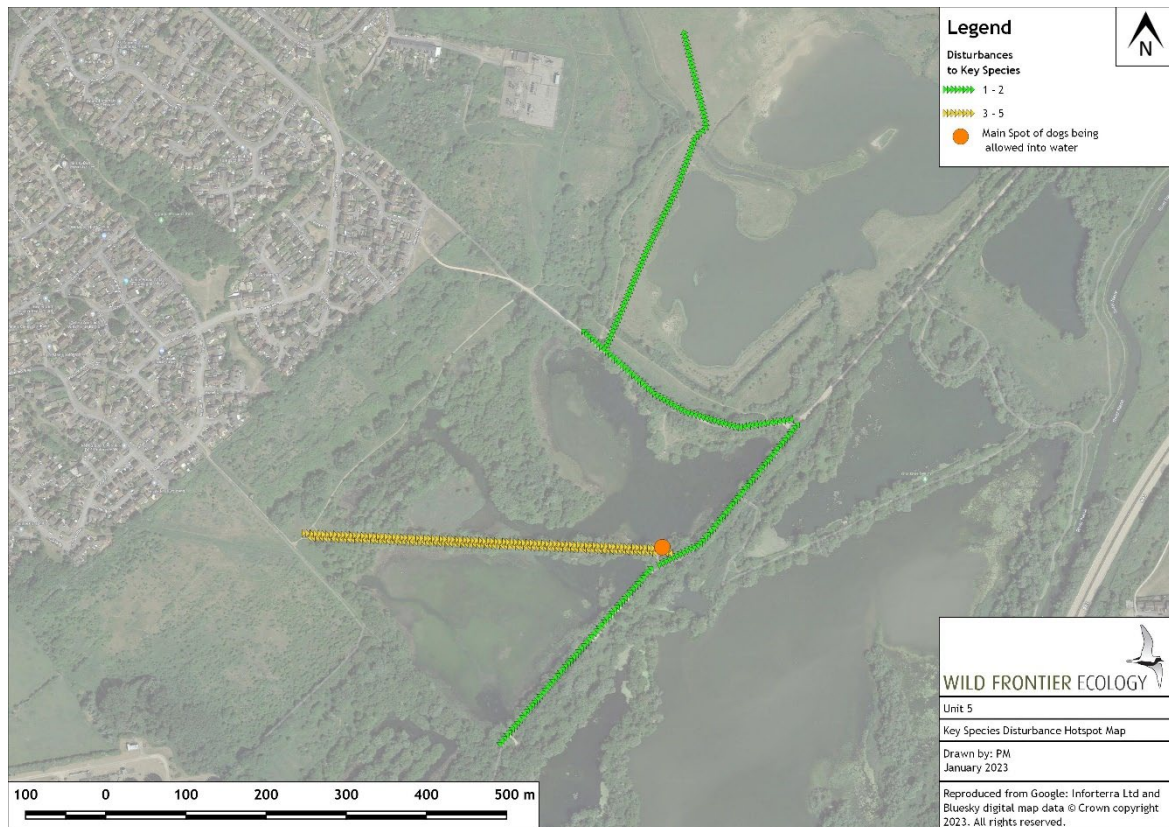 Legend
N
Disturbances
to Key Species
1 - 2
3 - 5
Main Spot of dogs being
allowed into water
WILD FRONTIER ECOLOGY
Unit 5
Key Species Disturbance Hotspot Map
Drawn by: PM
January 2023
Reproduced from Google: Inforterra Ltd and
Bluesky digital map data © Crown copyright
2023. All rights reserved.
100 0 100 200 300 400 500 m